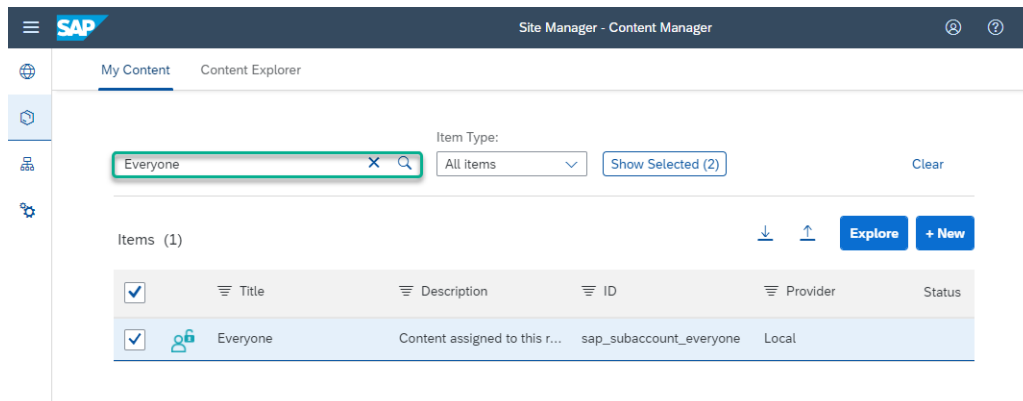 SAP
Site Manager - Content Manager
My Content
Content Explorer
Item Type:
Everyone
All items
Show Selected (2)
Clear
Items (1)
Explore
+ New
Title
Description
ID
Provider
Status
Everyone
Content assigned to this r...
sap_subaccount_everyone
Local